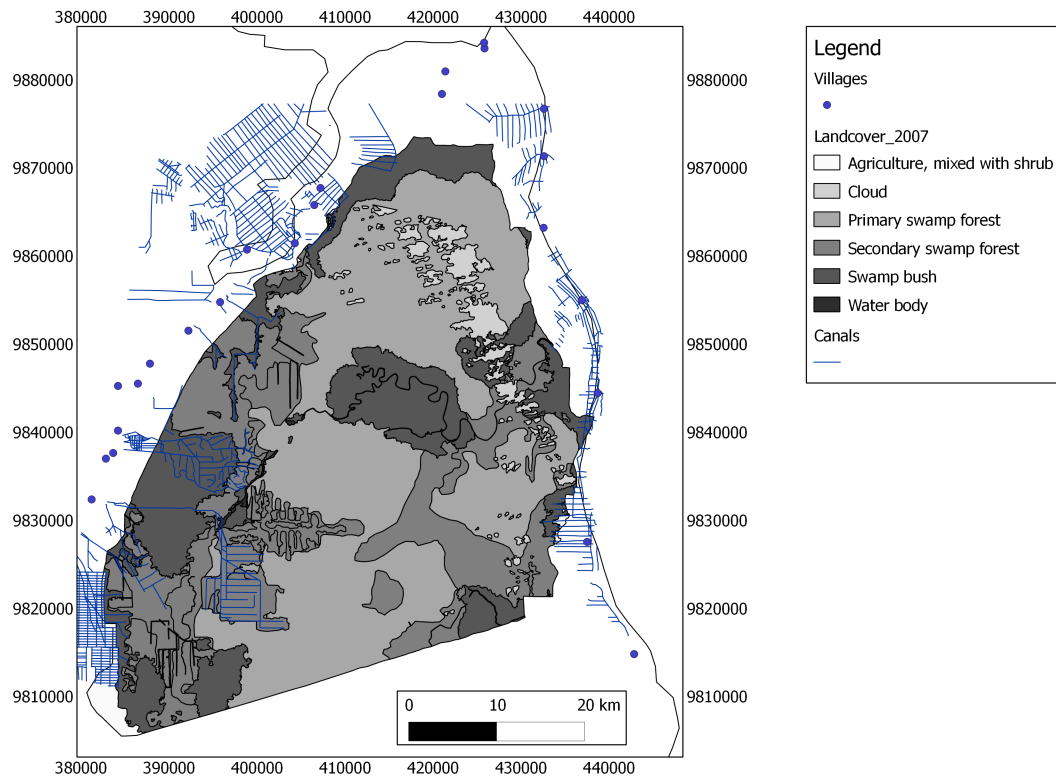 380000 390000 400000 410000 420000 430000 440000
9880000 9880000
9870000 9870000
9860000 9860000
9850000 9850000
9840000 9840000
9830000 9830000
9820000 9820000
9810000 9810000
0 10 20 km
380000 390000 400000 410000 420000 430000 440000
Legend
Villages
Landcover_2007
Agriculture, mixed with shrub
Cloud
Primary swamp forest
Secondary swamp forest
Swamp bush
Water body
Canals